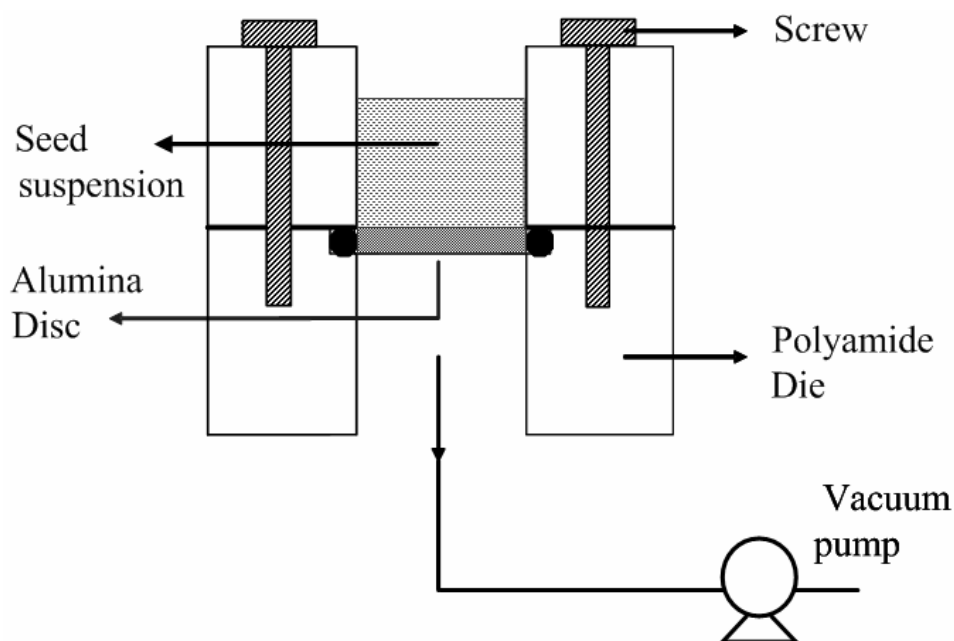 Screw
Seed
suspension
Alumina
Disc
Polyamide
Die
Vacuum
pump